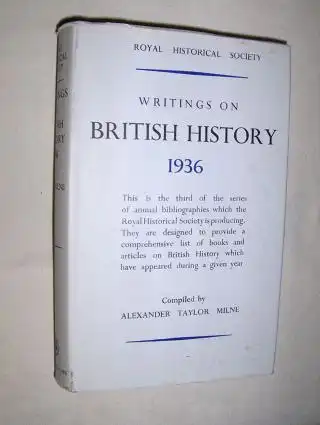 ROYAL HISTORICAL SOCIETY
WRITINGS ON
BRITISH HISTORY
1936
This is the third of the series
of annual bibliographies which the
Royal Historical Society is producing.
They are designed to provide a
comprehensive list of books and
articles on British History which
have appeared during a given year
Compiled by
ALEXANDER TAYLOR MILNE